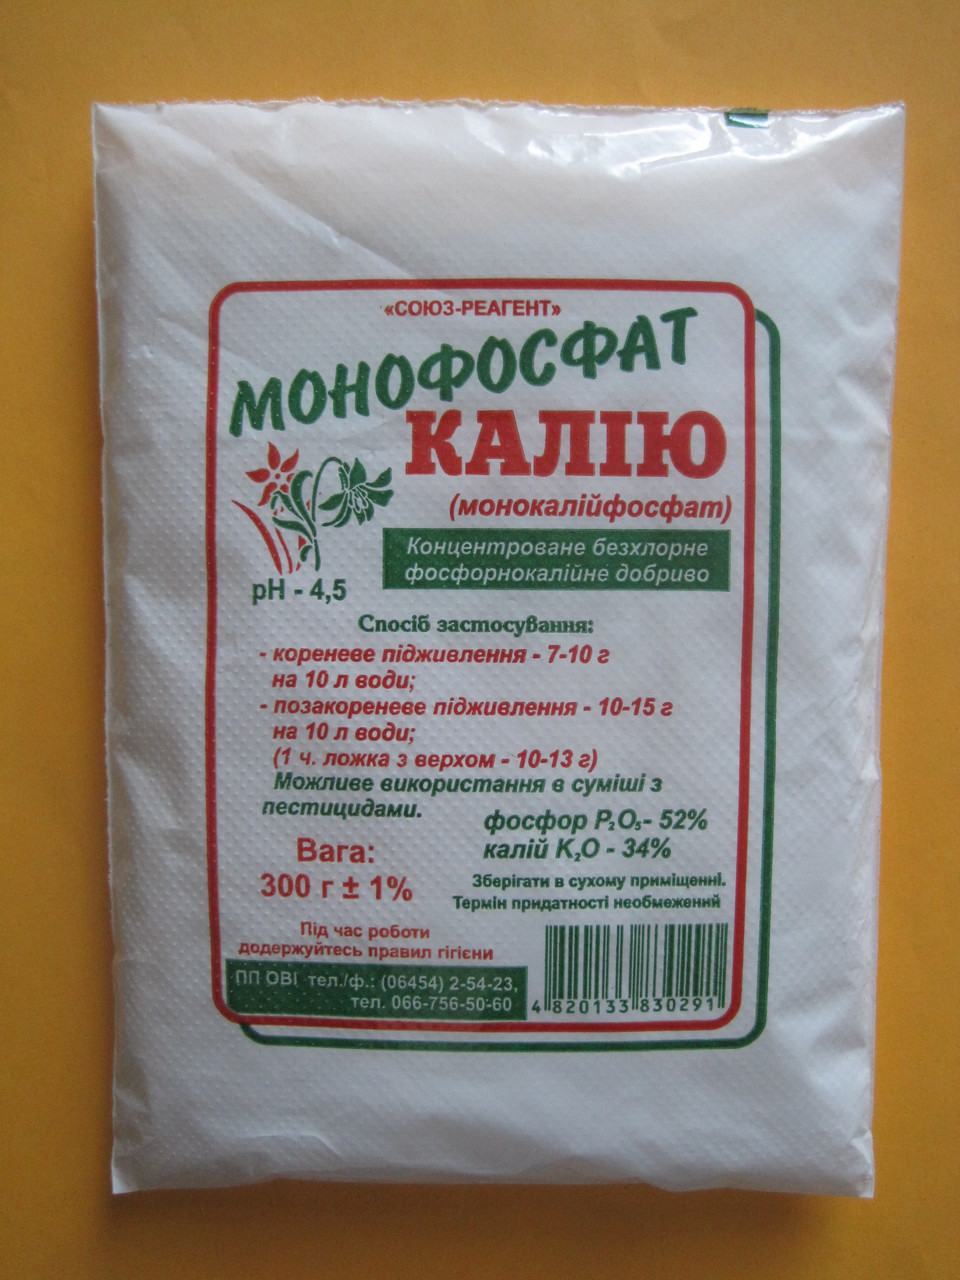 «СОЮЗ-РЕАГЕНТ»
МОНОФОСФАТ
КАЛІЮ
(монокалійфосфат)
Концентроване безхлорне
фосфорнокалійне добриво
рН - 4,5
Спосіб застосування:
- кореневе підживлення - 7-10 г
на 10 л води;
- позакореневе підживлення - 10-15 г
на 10 л води;
(1 ч. ложка з верхом - 10-13 г)
Можливе використання в суміші з
пестицидами.
фосфор P₂O₅- 52%
калій K₂O - 34%
Вага:
300 г ± 1%
Зберігати в сухому приміщенні.
Термін придатності необмежений
Під час роботи
додержуйтесь правил гігієни
ПП ОВІ тел./ф.: (06454) 2-54-23,
тел. 066-756-50-60
4 820133 830291